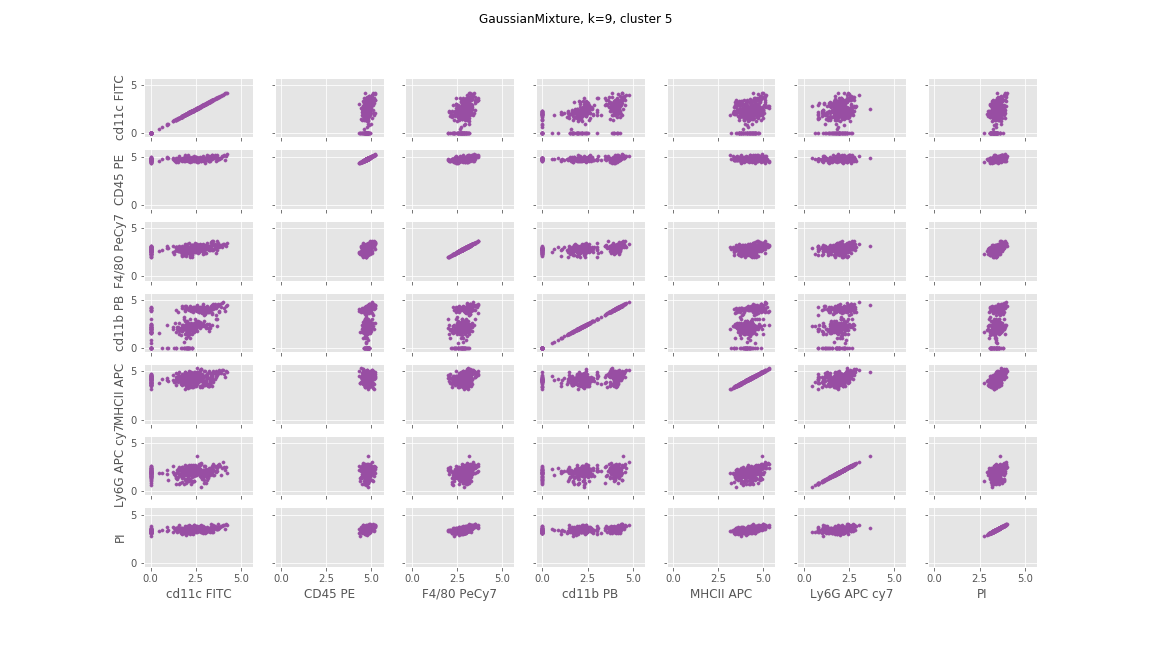 GaussianMixture, k=9, cluster 5
cd11c FITC
5
0
CD45 PE
5
0
F4/80 PeCy7
5
0
cd11b PB
5
0
MHCII APC
5
0
Ly6G APC cy7
5
0
PI
5
0
0.0 2.5 5.0 0.0 2.5 5.0 0.0 2.5 5.0 0.0 2.5 5.0 0.0 2.5 5.0 0.0 2.5 5.0 0.0 2.5 5.0
cd11c FITC CD45 PE F4/80 PeCy7 cd11b PB MHCII APC Ly6G APC cy7 PI